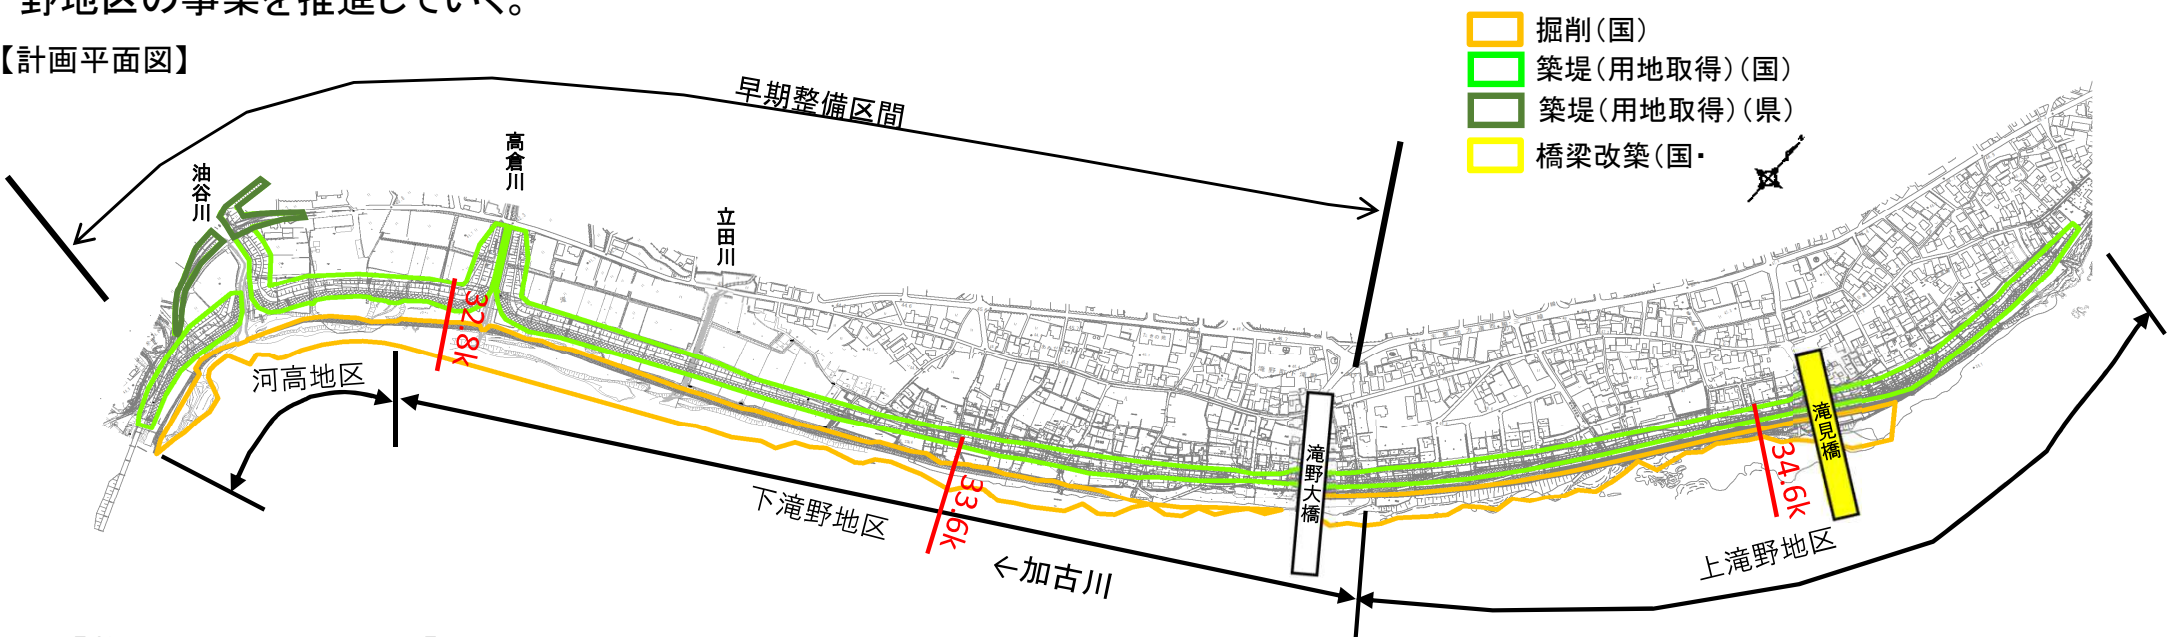 野地区の事業を推進していく。
【計画平面図】
掘削(国)
築堤(用地取得)(国)
築堤(用地取得)(県)
橋梁改築(国・
早期整備区間
油谷川
高倉川
立田川
32.8k
河高地区
下滝野地区
33.6k
←加古川
滝野大橋
34.6k
滝見橋
上滝野地区